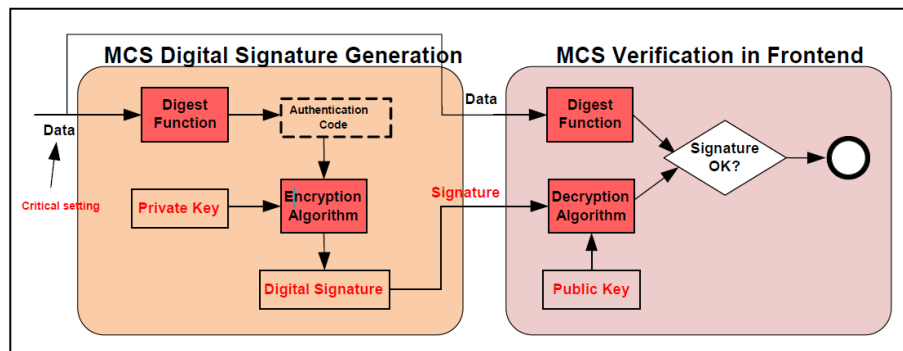 MCS Digital Signature Generation
MCS Verification in Frontend
Data
Critical setting
Digest
Function
Authentication
Code
Private Key
Encryption
Algorithm
Digital Signature
Data
Signature
Digest
Function
Decryption
Algorithm
Public Key
Signature
OK?